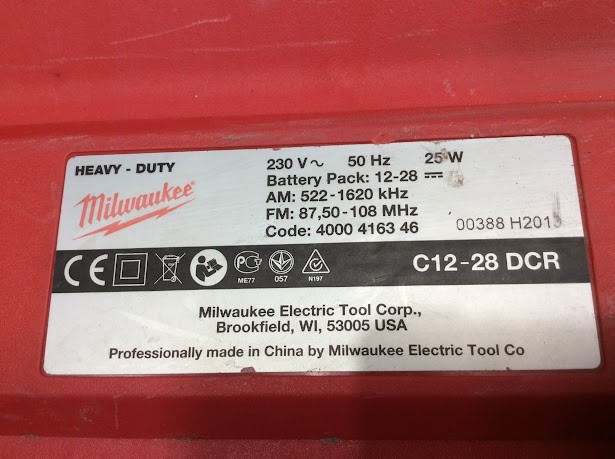 HEAVY - DUTY
Milwaukee®
230 V~ 50 Hz 25 W
Battery Pack: 12-28
AM: 522-1620 kHz
FM: 87,50-108 MHz
Code: 4000 4163 46
00388 H2013
CE
ME77
057
N197
C12-28 DCR
Milwaukee Electric Tool Corp.,
Brookfield, WI, 53005 USA
Professionally made in China by Milwaukee Electric Tool Co